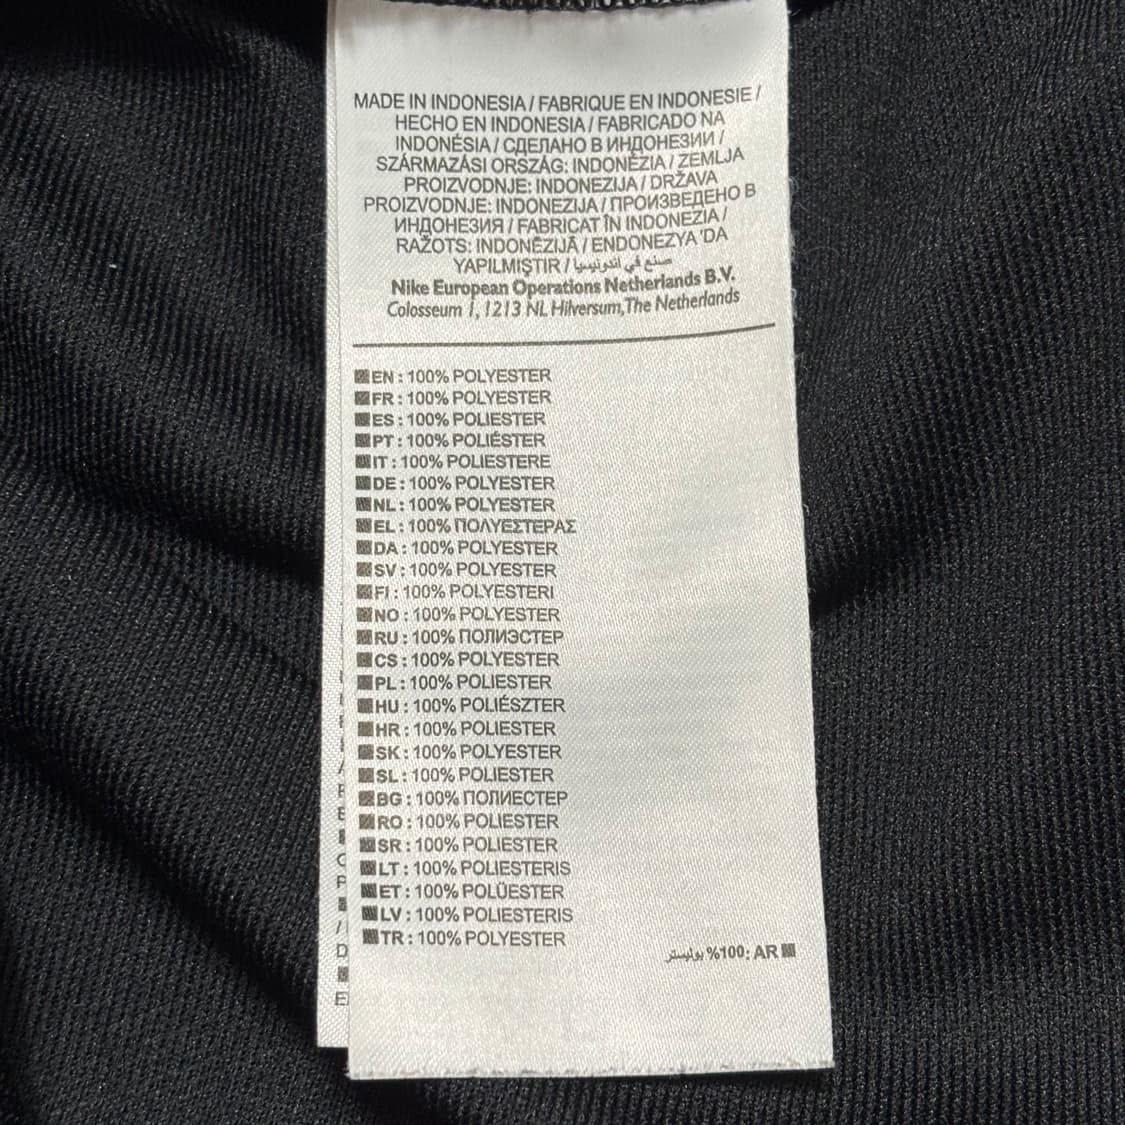 MADE IN INDONESIA / FABRIQUE EN INDONESIE /
HECHO EN INDONESIA / FABRICADO NA
INDONÉSIA / СДЕЛАНО В ИНДОНЕЗИИ /
SZÁRMAZÁSI ORSZÁG: INDONÉZIA / ZEMLJA
PROIZVODNJE: INDONEZIJA / DRŽAVA
PROIZVODNJE: INDONEZIJA / ПРОИЗВЕДЕНО В
ИНДОНЕЗИЯ / FABRICAT ÎN INDONEZIA /
RAŽOTS: INDONĒZIJĀ / ENDONEZYA 'DA
YAPILMIŞTIR / صنع في اندونيسيا
Nike European Operations Netherlands B.V.
Colosseum 1, 1213 NL Hilversum, The Netherlands
EN : 100% POLYESTER
FR : 100% POLYESTER
ES : 100% POLIESTER
PT : 100% POLIÉSTER
IT : 100% POLIESTERE
DE : 100% POLYESTER
NL : 100% POLYESTER
EL : 100% ΠΟΛΥΕΣΤΕΡΑΣ
DA : 100% POLYESTER
SV : 100% POLYESTER
FI : 100% POLYESTERI
NO : 100% POLYESTER
RU : 100% ПОЛИЭСТЕР
CS : 100% POLYESTER
PL : 100% POLIESTER
HU : 100% POLIÉSZTER
HR : 100% POLIESTER
SK : 100% POLYESTER
SL : 100% POLIESTER
BG : 100% ПОЛИЕСТЕР
RO : 100% POLIESTER
SR : 100% POLIESTER
LT : 100% POLIESTERIS
ET : 100% POLÜESTER
LV : 100% POLIESTERIS
TR : 100% POLYESTER
AR :100% بوليستر